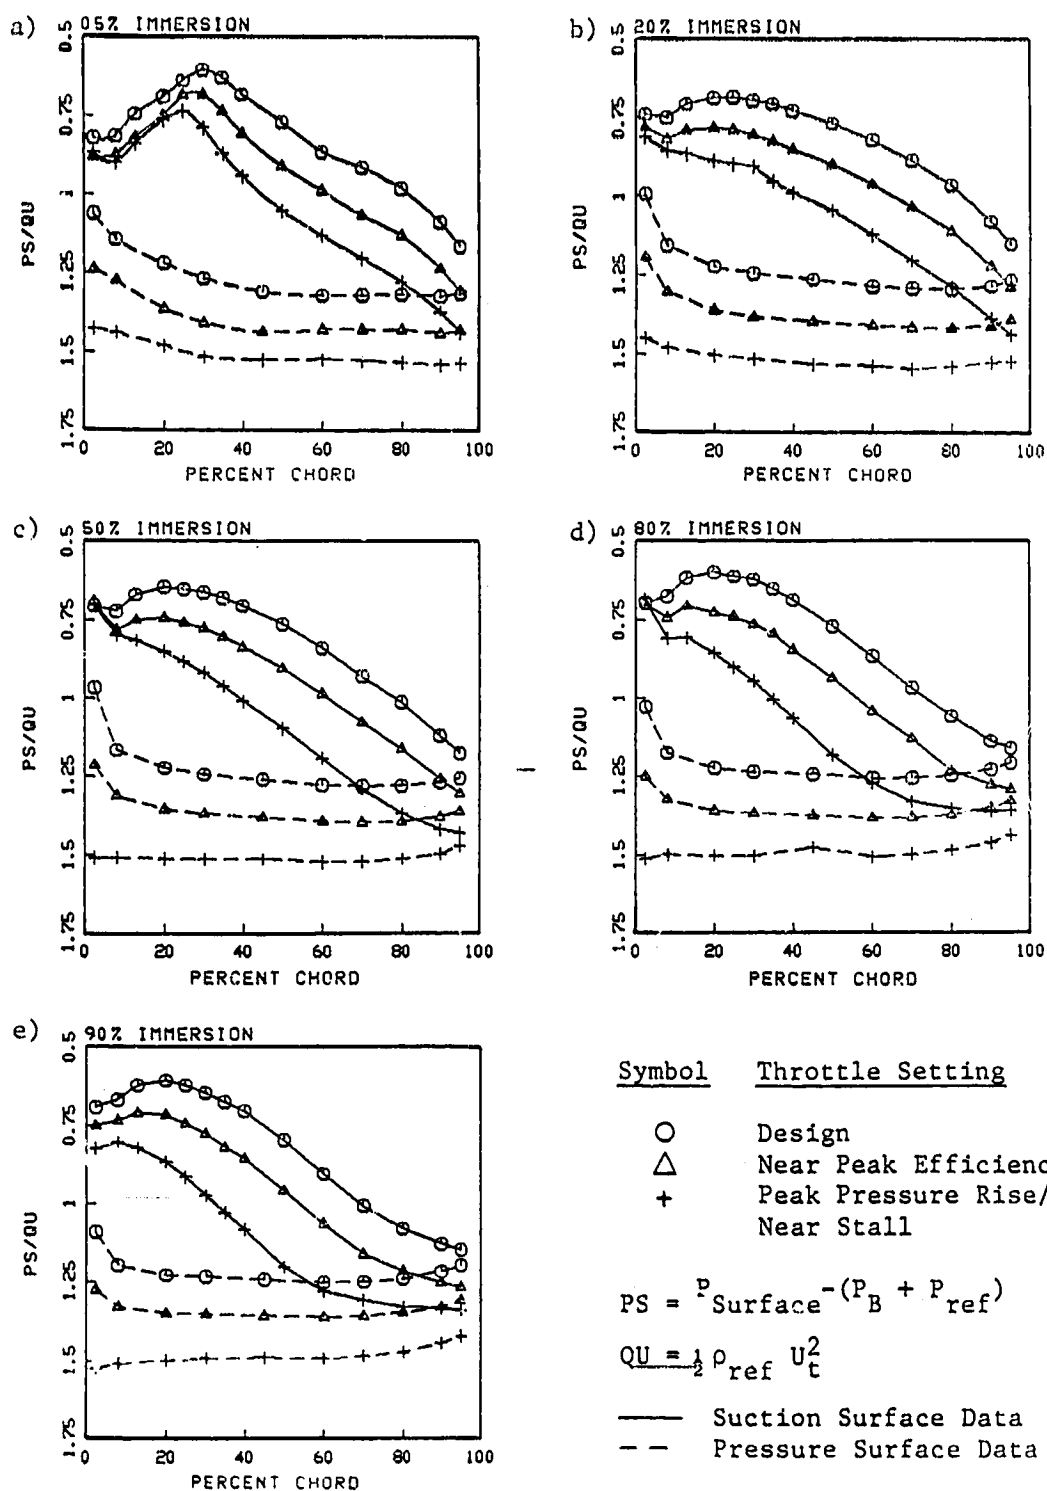 a) 05% IMMERSION
0.5
0.75
1
1.25
1.5
1.75
PS/QU
0 20 40 60 80 100
PERCENT CHORD
b) 20% IMMERSION
0.5
0.75
1
1.25
1.5
1.75
PS/QU
0 20 40 60 80 100
PERCENT CHORD
c) 50% IMMERSION
0.5
0.75
1
1.25
1.5
1.75
PS/QU
0 20 40 60 80 100
PERCENT CHORD
d) 80% IMMERSION
0.5
0.75
1
1.25
1.5
1.75
PS/QU
0 20 40 60 80 100
PERCENT CHORD
e) 90% IMMERSION
0.5
0.75
1
1.25
1.5
1.75
PS/QU
0 20 40 60 80 100
PERCENT CHORD
Symbol Throttle Setting
○ Design
△ Near Peak Efficienc
+ Peak Pressure Rise/
Near Stall
PS = P_Surface-(P_B + P_ref)
QU = ½ ρ_ref U_t^2
Suction Surface Data
Pressure Surface Data